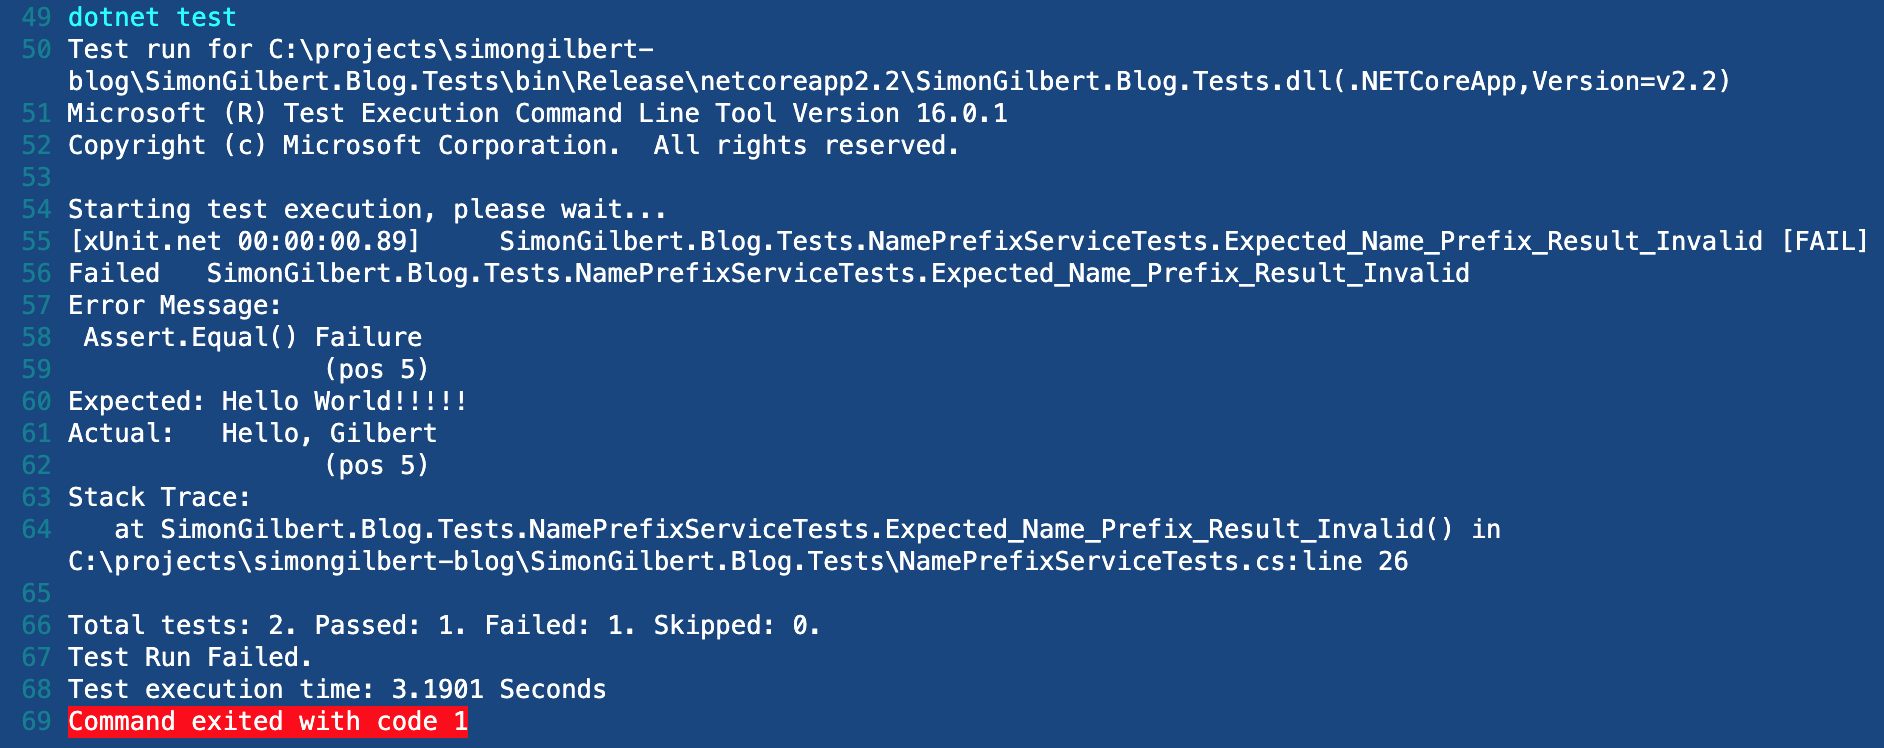 49 dotnet test
50 Test run for C:\projects\simongilbert-
blog\SimonGilbert.Blog.Tests\bin\Release\netcoreapp2.2\SimonGilbert.Blog.Tests.dll(.NETCoreApp,Version=v2.2)
51 Microsoft (R) Test Execution Command Line Tool Version 16.0.1
52 Copyright (c) Microsoft Corporation.  All rights reserved.
53
54 Starting test execution, please wait...
55 [xUnit.net 00:00:00.89]     SimonGilbert.Blog.Tests.NamePrefixServiceTests.Expected_Name_Prefix_Result_Invalid [FAIL]
56 Failed   SimonGilbert.Blog.Tests.NamePrefixServiceTests.Expected_Name_Prefix_Result_Invalid
57 Error Message:
58  Assert.Equal() Failure
59                 (pos 5)
60 Expected: Hello World!!!!!
61 Actual:   Hello, Gilbert
62                 (pos 5)
63 Stack Trace:
64    at SimonGilbert.Blog.Tests.NamePrefixServiceTests.Expected_Name_Prefix_Result_Invalid() in
C:\projects\simongilbert-blog\SimonGilbert.Blog.Tests\NamePrefixServiceTests.cs:line 26
65
66 Total tests: 2. Passed: 1. Failed: 1. Skipped: 0.
67 Test Run Failed.
68 Test execution time: 3.1901 Seconds
69 Command exited with code 1